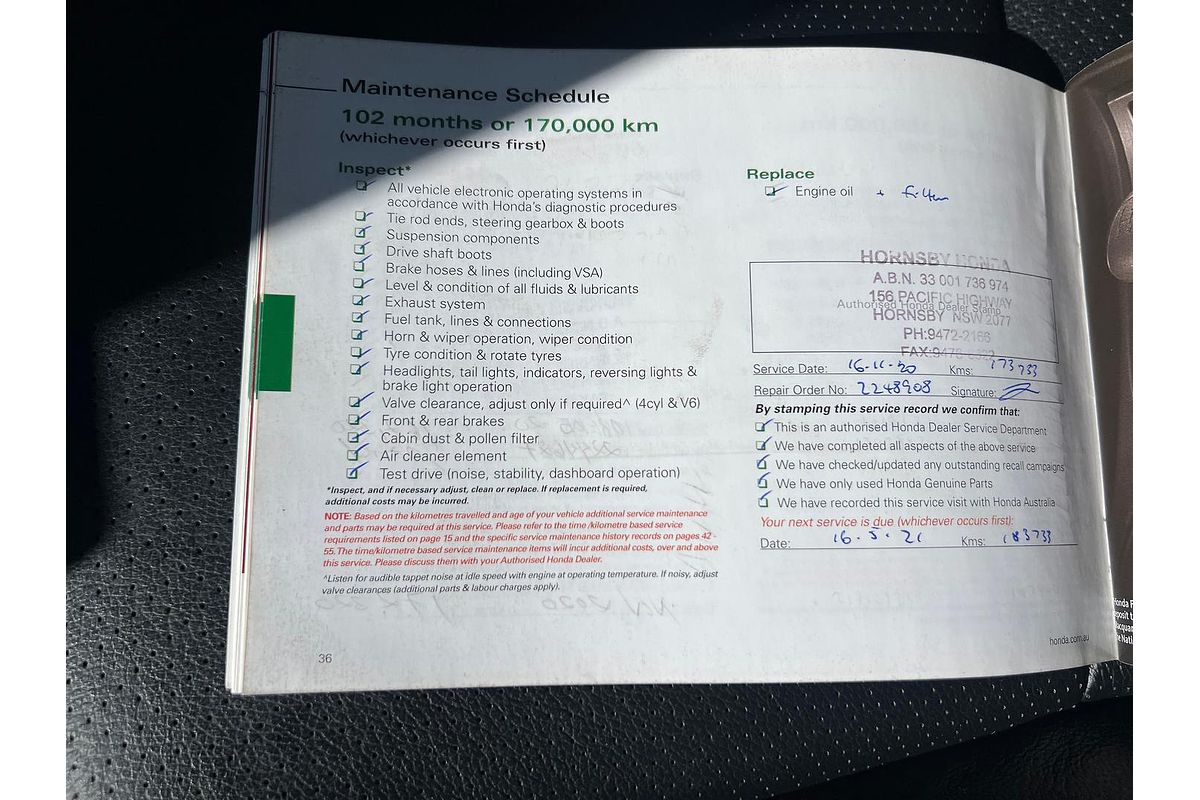 Maintenance Schedule
102 months or 170,000 km
(whichever occurs first)
Inspect*
All vehicle electronic operating systems in
accordance with Honda's diagnostic procedures
Tie rod ends, steering gearbox & boots
Suspension components
Drive shaft boots
Brake hoses & lines (including VSA)
Level & condition of all fluids & lubricants
Exhaust system
Fuel tank, lines & connections
Horn & wiper operation, wiper condition
Tyre condition & rotate tyres
Headlights, tail lights, indicators, reversing lights &
brake light operation
Valve clearance, adjust only if required^ (4cyl & V6)
Front & rear brakes
Cabin dust & pollen filter
Air cleaner element
Test drive (noise, stability, dashboard operation)
*Inspect, and if necessary adjust, clean or replace. If replacement is required,
additional costs may be incurred.
NOTE: Based on the kilometres travelled and age of your vehicle additional service maintenance
and parts may be required at this service. Please refer to the time/kilometre based service
requirements listed on page 15 and the specific service maintenance history records on pages 42 -
55. The time/kilometre based service maintenance items will incur additional costs, over and above
this service. Please discuss them with your Authorised Honda Dealer.
^Listen for audible tappet noise at idle speed with engine at operating temperature. If noisy, adjust
valve clearances (additional parts & labour charges apply).
36
Replace
Engine oil + filter
HORNSBY HONDA
A.B.N. 33 001 736 974
156 PACIFIC HIGHWAY
Authorised Honda Dealer Stamp
HORNSBY NSW 2077
PH:9472-2166
Service Date: 16-11-20 Kms: 173733
Repair Order No: 2248908 Signature:
By stamping this service record we confirm that:
This is an authorised Honda Dealer Service Department
We have completed all aspects of the above service
We have checked/updated any outstanding recall campaigns
We have only used Honda Genuine Parts
We have recorded this service visit with Honda Australia
Your next service is due (whichever occurs first):
Date: 16.5.21 Kms: 183733
honda.com.au